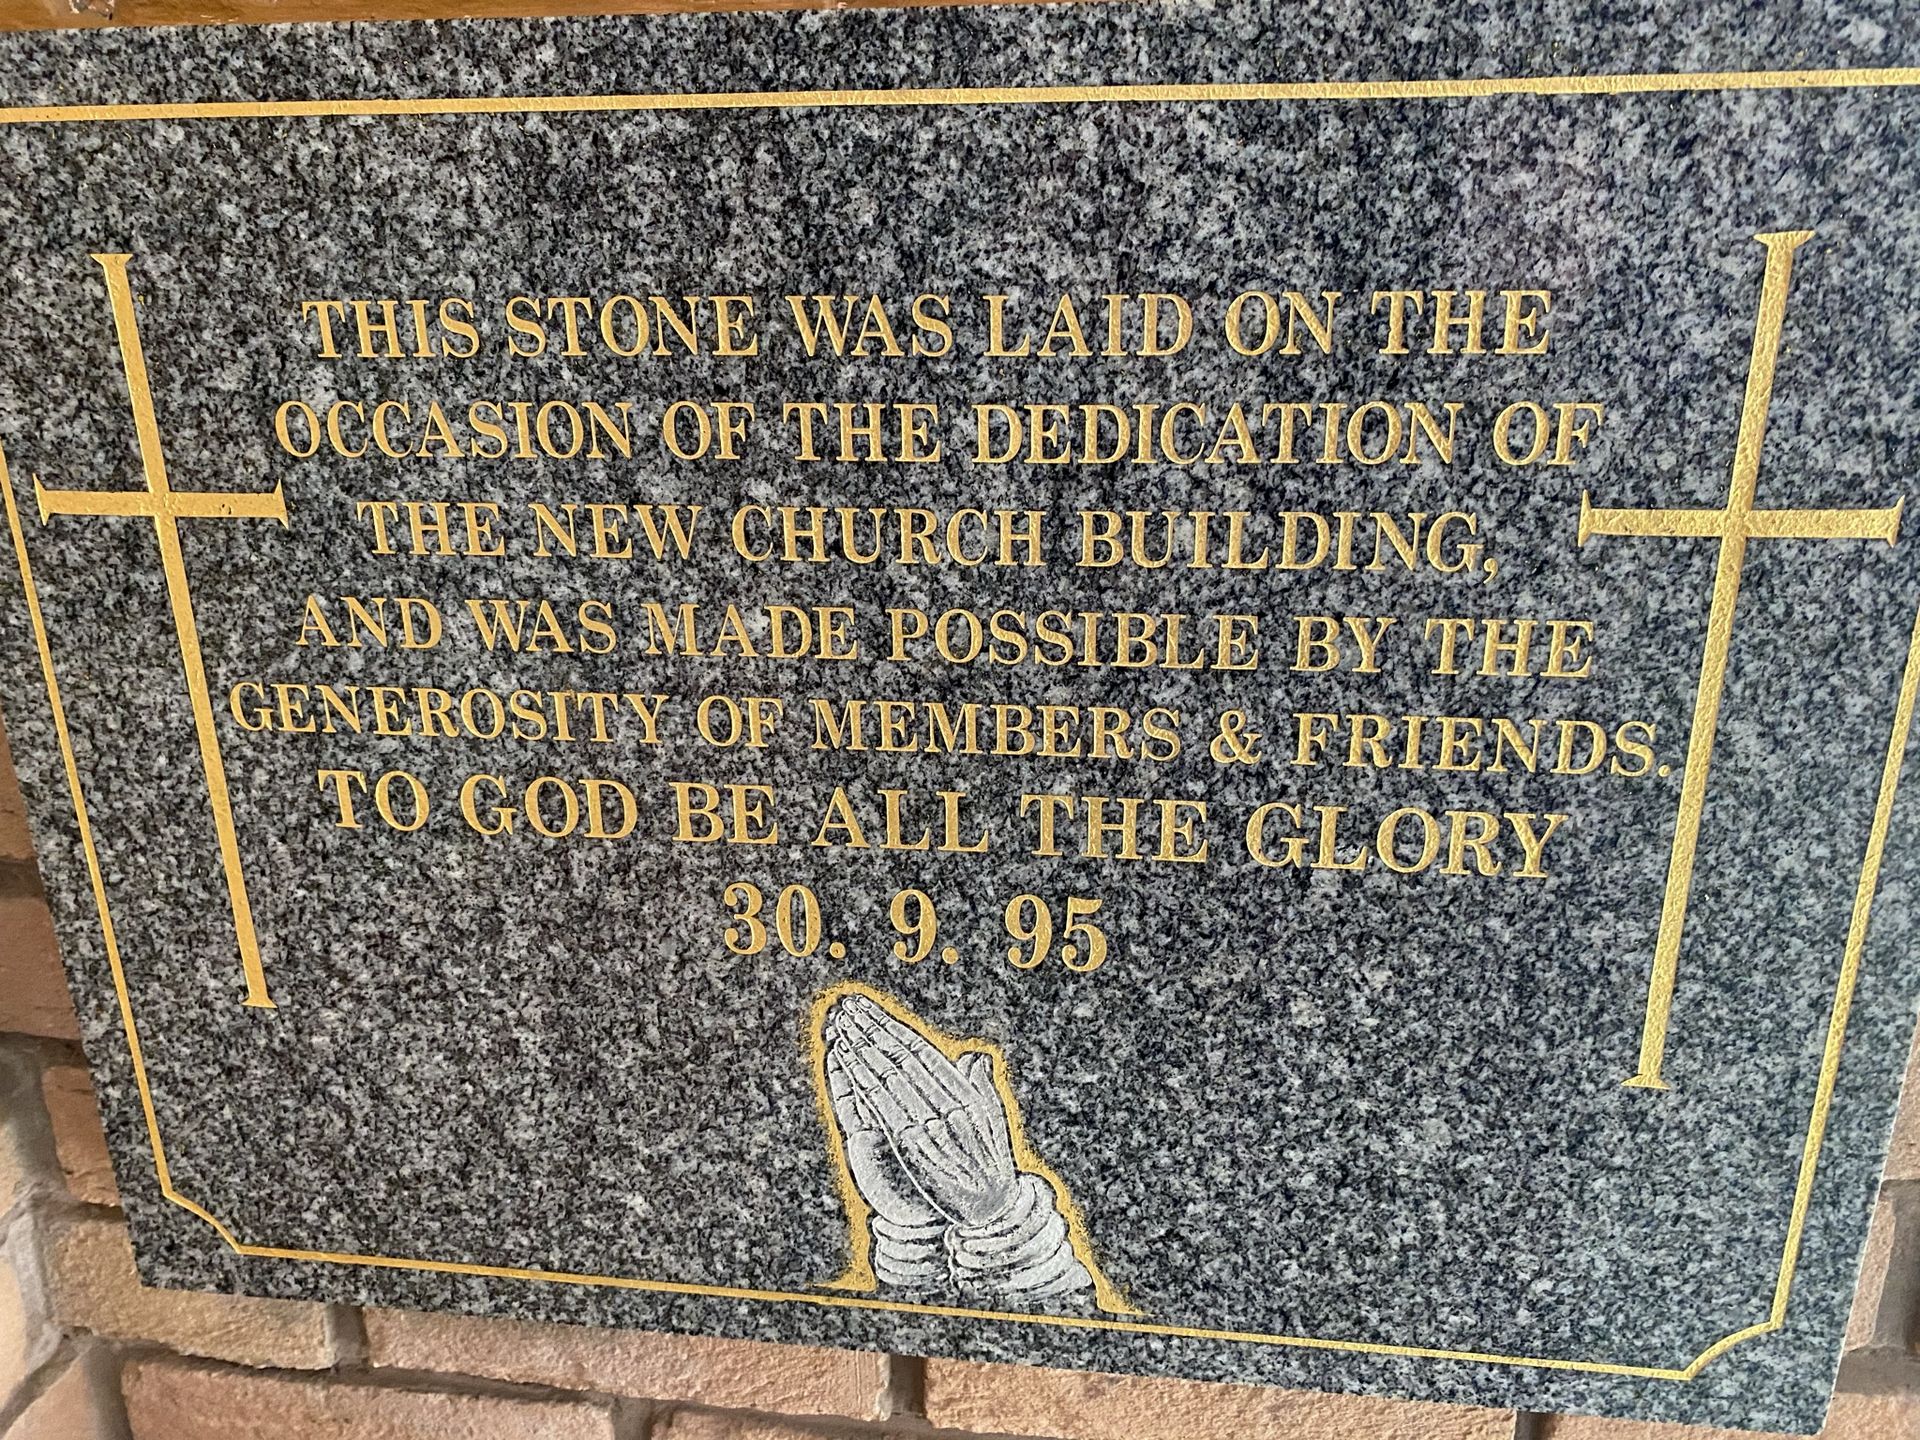 THIS STONE WAS LAID ON THE
OCCASION OF THE DEDICATION OF
THE NEW CHURCH BUILDING,
AND WAS MADE POSSIBLE BY THE
GENEROSITY OF MEMBERS & FRIENDS.
TO GOD BE ALL THE GLORY
30. 9. 95